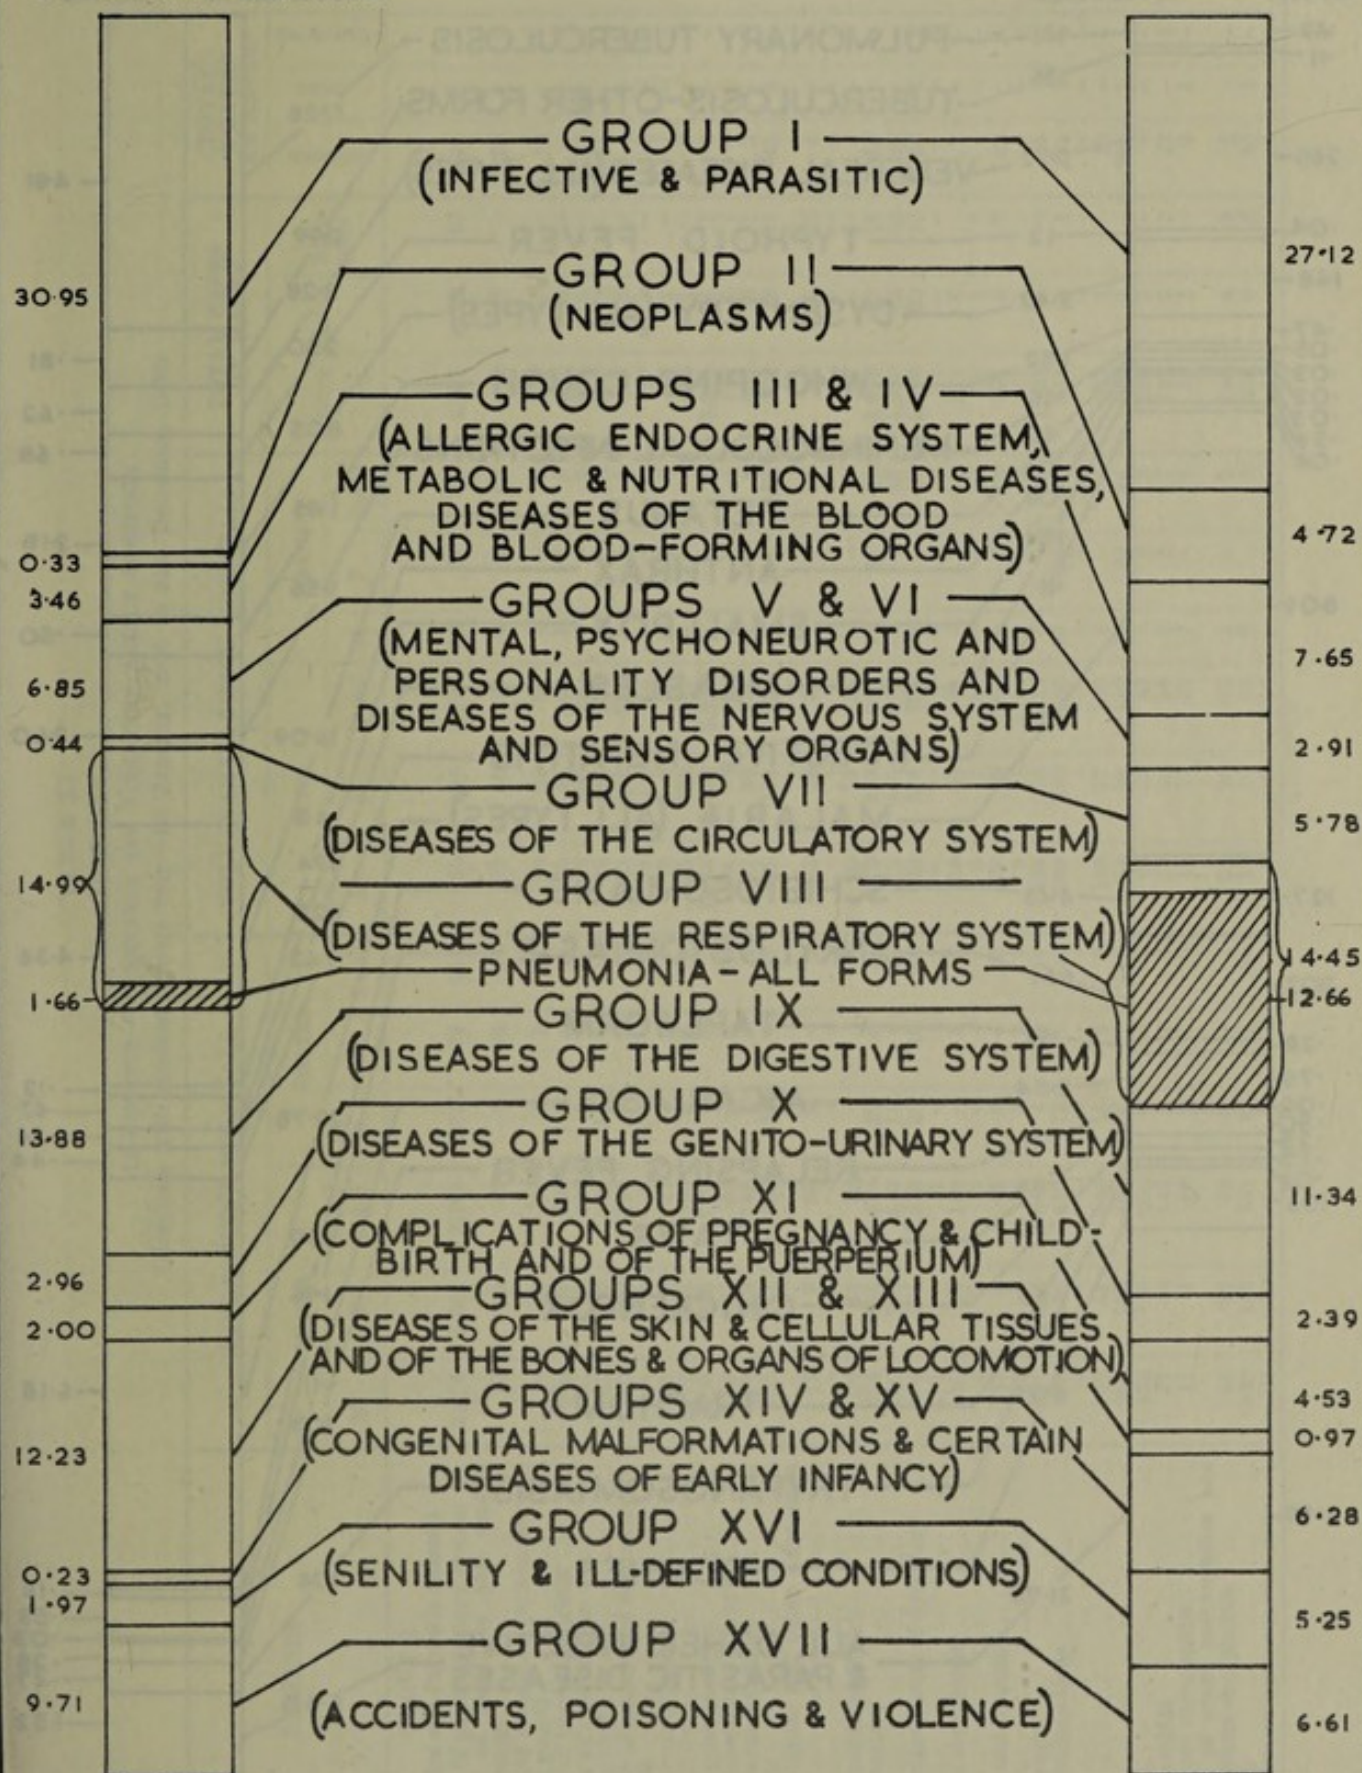 GROUP I
(INFECTIVE & PARASITIC)
27·12
GROUP II
30·95
(NEOPLASMS)
GROUPS III & IV
(ALLERGIC ENDOCRINE SYSTEM,
METABOLIC & NUTRITIONAL DISEASES,
DISEASES OF THE BLOOD
AND BLOOD-FORMING ORGANS)
4·72
0·33
3·46
GROUPS V & VI
(MENTAL, PSYCHONEUROTIC AND
7·65
PERSONALITY DISORDERS AND
6·85
DISEASES OF THE NERVOUS SYSTEM
AND SENSORY ORGANS)
0·44
2·91
GROUP VII
(DISEASES OF THE CIRCULATORY SYSTEM)
5·78
14·99
GROUP VIII
(DISEASES OF THE RESPIRATORY SYSTEM)
14·45
PNEUMONIA-ALL FORMS
1·66
12·66
GROUP IX
(DISEASES OF THE DIGESTIVE SYSTEM)
GROUP X
13·88
(DISEASES OF THE GENITO-URINARY SYSTEM)
GROUP XI
11·34
(COMPLICATIONS OF PREGNANCY & CHILD-
BIRTH AND OF THE PUERPERIUM)
2·96
GROUPS XII & XIII
2·00
(DISEASES OF THE SKIN & CELLULAR TISSUES
2·39
AND OF THE BONES & ORGANS OF LOCOMOTION)
GROUPS XIV & XV
4·53
(CONGENITAL MALFORMATIONS & CERTAIN
0·97
12·23
DISEASES OF EARLY INFANCY)
GROUP XVI
6·28
(SENILITY & ILL-DEFINED CONDITIONS)
0·23
1·97
GROUP XVII
5·25
9·71
(ACCIDENTS, POISONING & VIOLENCE)
6·61